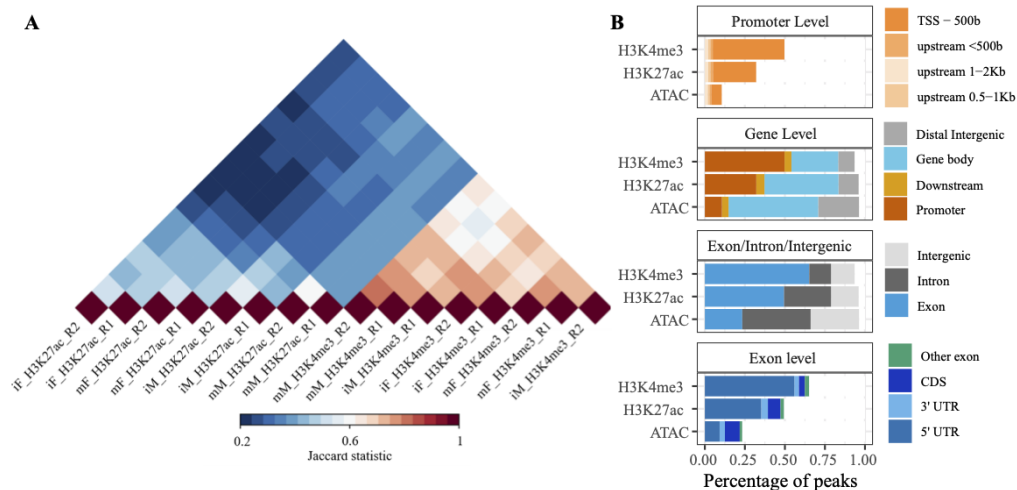 A
iF_H3K27ac_R2
iF_H3K27ac_R1
mF_H3K27ac_R2
mF_H3K27ac_R1
iM_H3K27ac_R2
iM_H3K27ac_R1
mM_H3K27ac_R2
mM_H3K27ac_R1
mM_H3K4me3_R2
mM_H3K4me3_R1
iM_H3K4me3_R1
iF_H3K4me3_R2
iF_H3K4me3_R1
mF_H3K4me3_R2
mF_H3K4me3_R1
iM_H3K4me3_R2
0.2
0.6
1
Jaccard statistic
B
Promoter Level
H3K4me3
H3K27ac
ATAC
TSS − 500b
upstream <500b
upstream 1−2Kb
upstream 0.5−1Kb
Gene Level
H3K4me3
H3K27ac
ATAC
Distal Intergenic
Gene body
Downstream
Promoter
Exon/Intron/Intergenic
H3K4me3
H3K27ac
ATAC
Intergenic
Intron
Exon
Exon level
H3K4me3
H3K27ac
ATAC
Other exon
CDS
3' UTR
5' UTR
0.00
0.25
0.50
0.75
1.00
Percentage of peaks